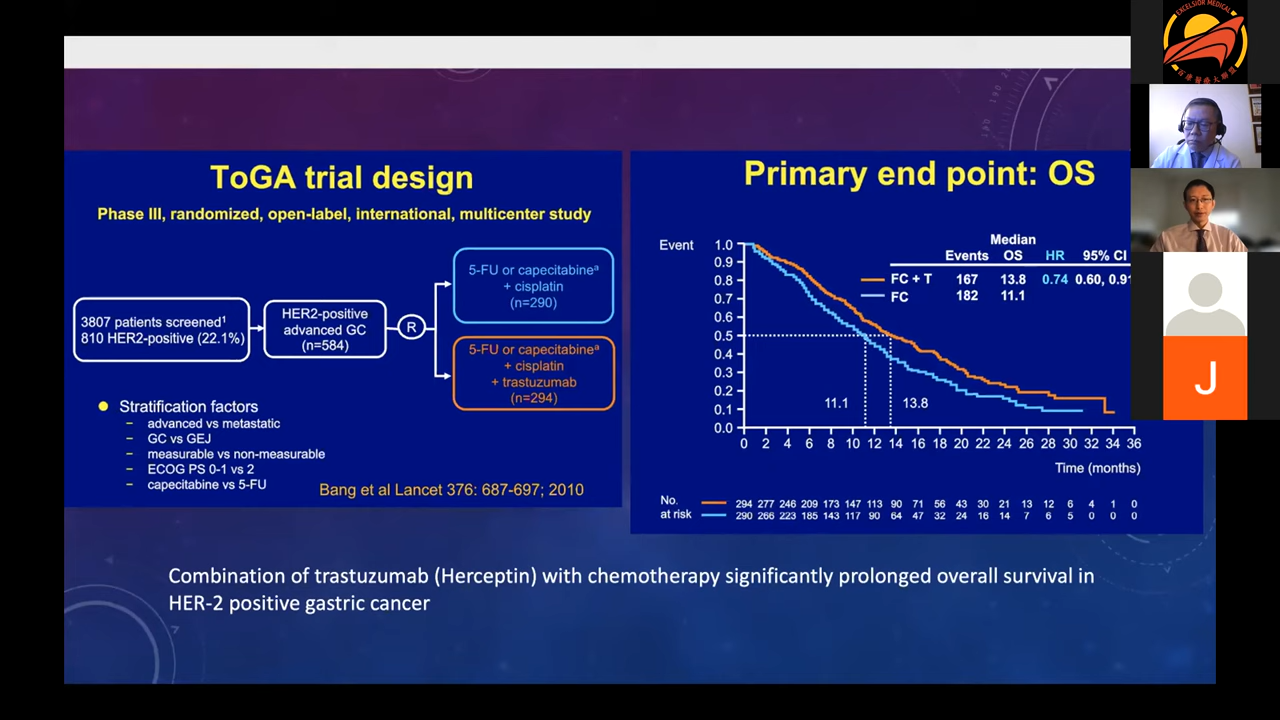 ToGA trial design
Phase III, randomized, open-label, international, multicenter study
3807 patients screened¹
810 HER2-positive (22.1%)
HER2-positive
advanced GC
(n=584)
R
5-FU or capecitabineᵃ
+ cisplatin
(n=290)
5-FU or capecitabineᵃ
+ cisplatin
+ trastuzumab
(n=294)
Stratification factors
– advanced vs metastatic
– GC vs GEJ
– measurable vs non-measurable
– ECOG PS 0-1 vs 2
– capecitabine vs 5-FU
Bang et al Lancet 376: 687-697; 2010
Primary end point: OS
Event
Median
Events OS HR 95% CI
FC + T 167 13.8 0.74 0.60, 0.91
FC 182 11.1
1.0
0.9
0.8
0.7
0.6
0.5
0.4
0.3
0.2
0.1
0.0
11.1 13.8
0 2 4 6 8 10 12 14 16 18 20 22 24 26 28 30 32 34 36
Time (months)
No.
at risk
294 277 246 209 173 147 113 90 71 56 43 30 21 13 12 6 4 1 0
290 266 223 185 143 117 90 64 47 32 24 16 14 7 6 5 0 0 0
Combination of trastuzumab (Herceptin) with chemotherapy significantly prolonged overall survival in
HER-2 positive gastric cancer
EXCELSIOR MEDICAL
J